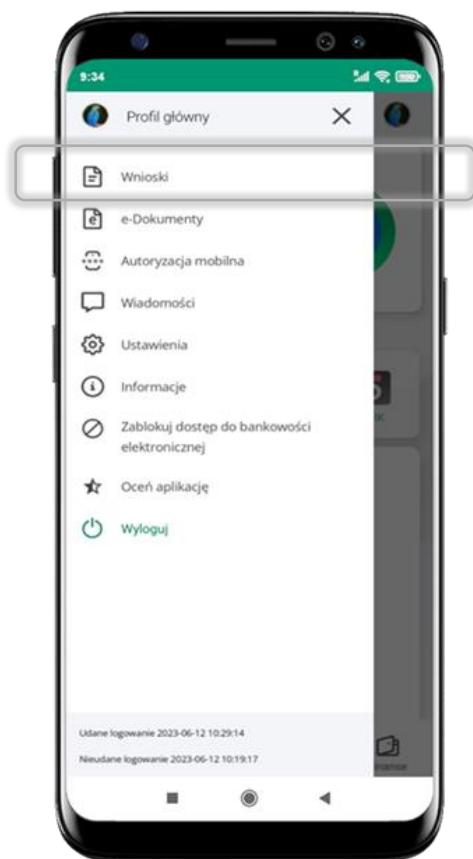 9:34
Profil główny
Wnioski
e-Dokumenty
Autoryzacja mobilna
Wiadomości
Ustawienia
Informacje
Zablokuj dostęp do bankowości
elektronicznej
Oceń aplikację
Wyloguj
Udane logowanie 2023-06-12 10:29:14
Nieudane logowanie 2023-06-12 10:19:17